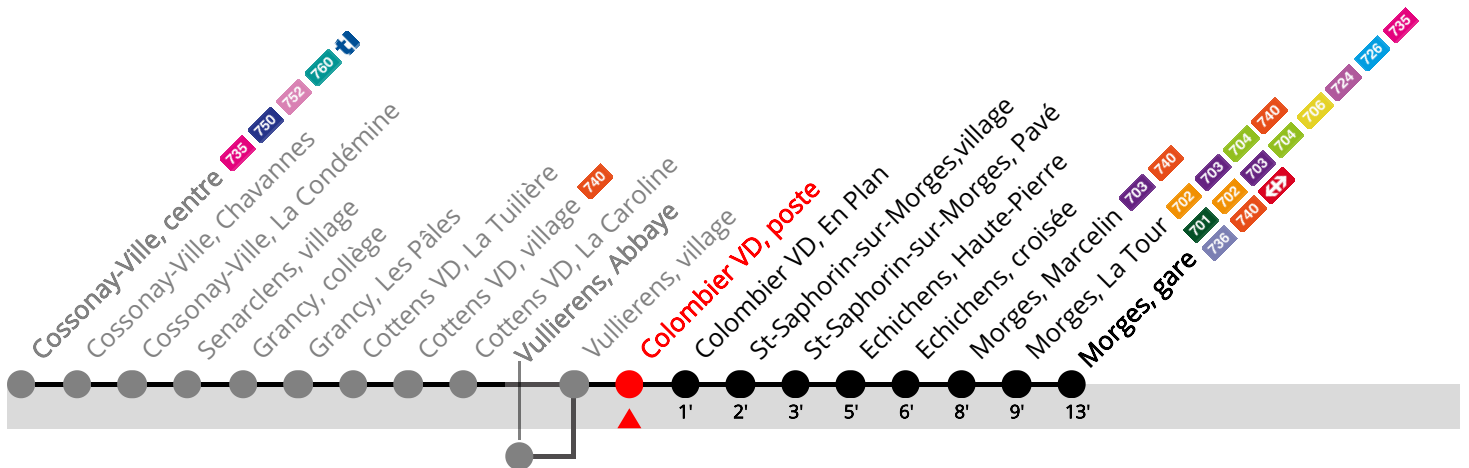 Cossonay-Ville, centre 735 750 752 760 tl
Cossonay-Ville, Chavannes
Cossonay-Ville, La Condémine
Senarclens, village
Grancy, collège
Grancy, Les Pâles
Cottens VD, La Tuilière
Cottens VD, village 740
Cottens VD, La Caroline
Vullierens, Abbaye
Vullierens, village
Colombier VD, poste
Colombier VD, En Plan
St-Saphorin-sur-Morges,village
St-Saphorin-sur-Morges, Pavé
Echichens, Haute-Pierre
Echichens, croisée
Morges, Marcelin 703 740
Morges, La Tour 702 703 704 740
Morges, gare 701 702 703 704 706 724 726 735
736 740
1' 2' 3' 5' 6' 8' 9' 13'